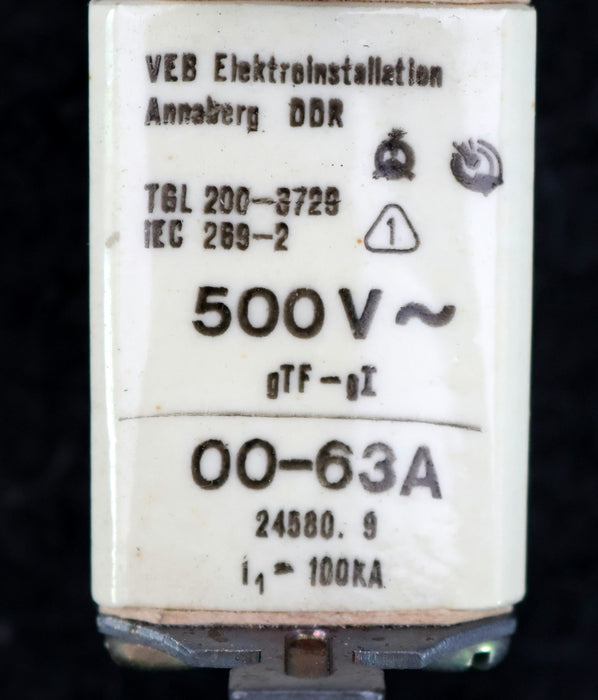 VEB Elektroinstallation
Annaberg DDR
TGL 200-3729
IEC 269-2
1
500V~
gTF-gI
00-63A
24580. 9
I₁ = 100KA